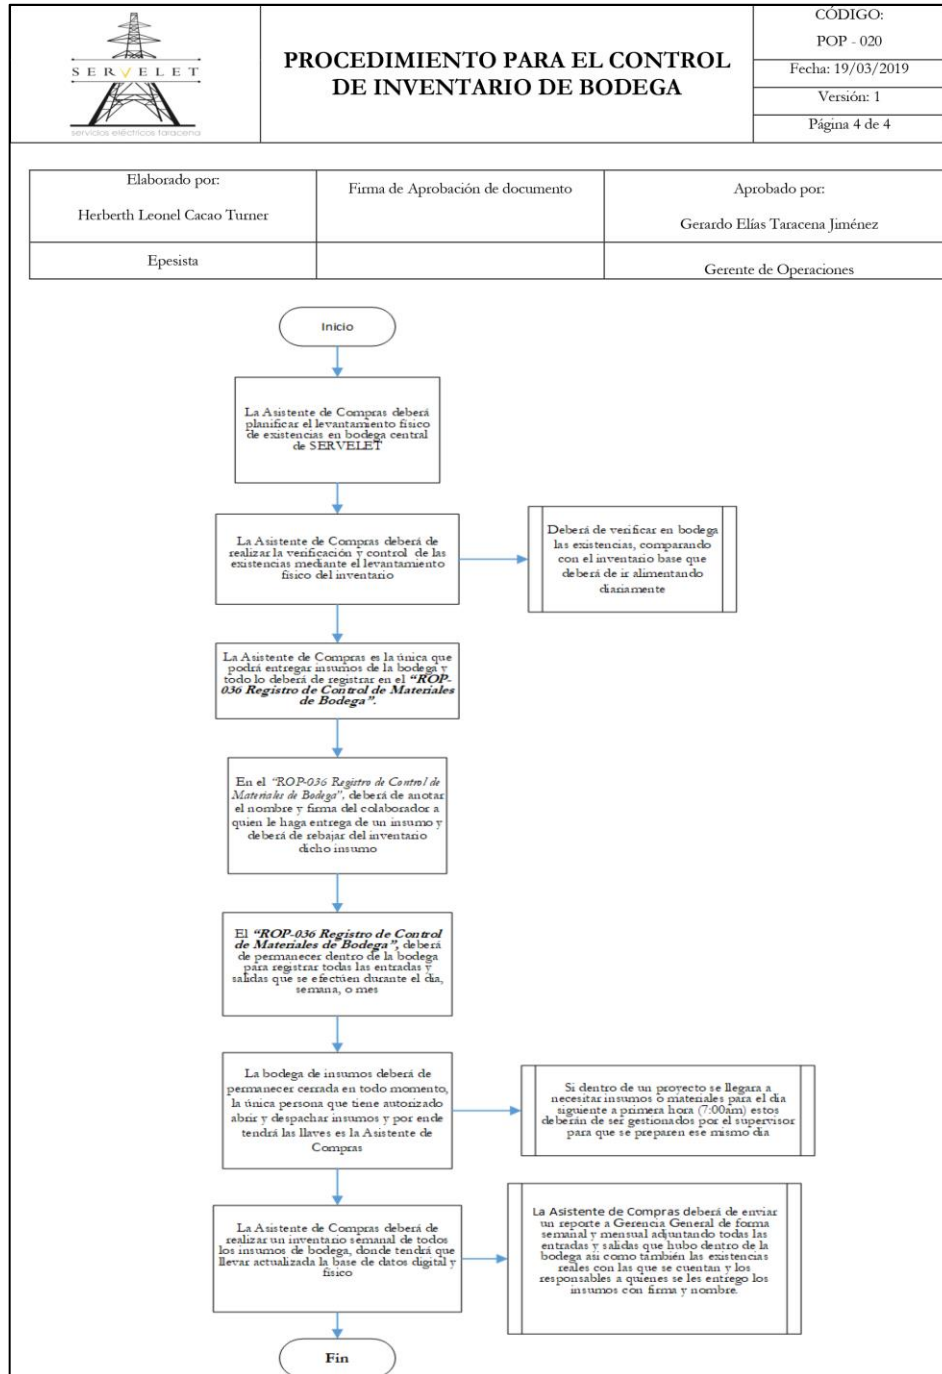 SERVELET
servicios eléctricos taracena
PROCEDIMIENTO PARA EL CONTROL
DE INVENTARIO DE BODEGA
CÓDIGO:
POP - 020
Fecha: 19/03/2019
Versión: 1
Página 4 de 4
Elaborado por:
Herberth Leonel Cacao Turner
Firma de Aprobación de documento
Aprobado por:
Gerardo Elías Taracena Jiménez
Epesista
Gerente de Operaciones
Inicio
La Asistente de Compras deberá
planificar el levantamiento físico
de existencias en bodega central
de SERVELET
La Asistente de Compras deberá de
realizar la verificación y control de las
existencias mediante el levantamiento
físico del inventario
Deberá de verificar en bodega
las existencias, comparando
con el inventario base que
deberá de ir alimentando
diariamente
La Asistente de Compras es la única que
podrá entregar insumos de la bodega y
todo lo deberá de registrar en el “ROP-
036 Registro de Control de Materiales
de Bodega”.
En el “ROP-036 Registro de Control de
Materiales de Bodega”, deberá de anotar
el nombre y firma del colaborador a
quien le haga entrega de un insumo y
deberá de rebajar del inventario
dicho insumo
El “ROP-036 Registro de Control
de Materiales de Bodega”, deberá
de permanecer dentro de la bodega
para registrar todas las entradas y
salidas que se efectúen durante el día,
semana, o mes
La bodega de insumos deberá de
permanecer cerrada en todo momento,
la única persona que tiene autorizado
abrir y despachar insumos y por ende
tendrá las llaves es la Asistente de
Compras
Si dentro de un proyecto se llegara a
necesitar insumos o materiales para el día
siguiente a primera hora (7:00am) estos
deberán de ser gestionados por el supervisor
para que se preparen ese mismo día
La Asistente de Compras deberá de
realizar un inventario semanal de todos
los insumos de bodega, donde tendrá que
llevar actualizada la base de datos digital y
físico
La Asistente de Compras deberá de enviar
un reporte a Gerencia General de forma
semanal y mensual adjuntando todas las
entradas y salidas que hubo dentro de la
bodega así como también las existencias
reales con las que se cuentan y los
responsables a quienes se les entrego los
insumos con firma y nombre.
Fin